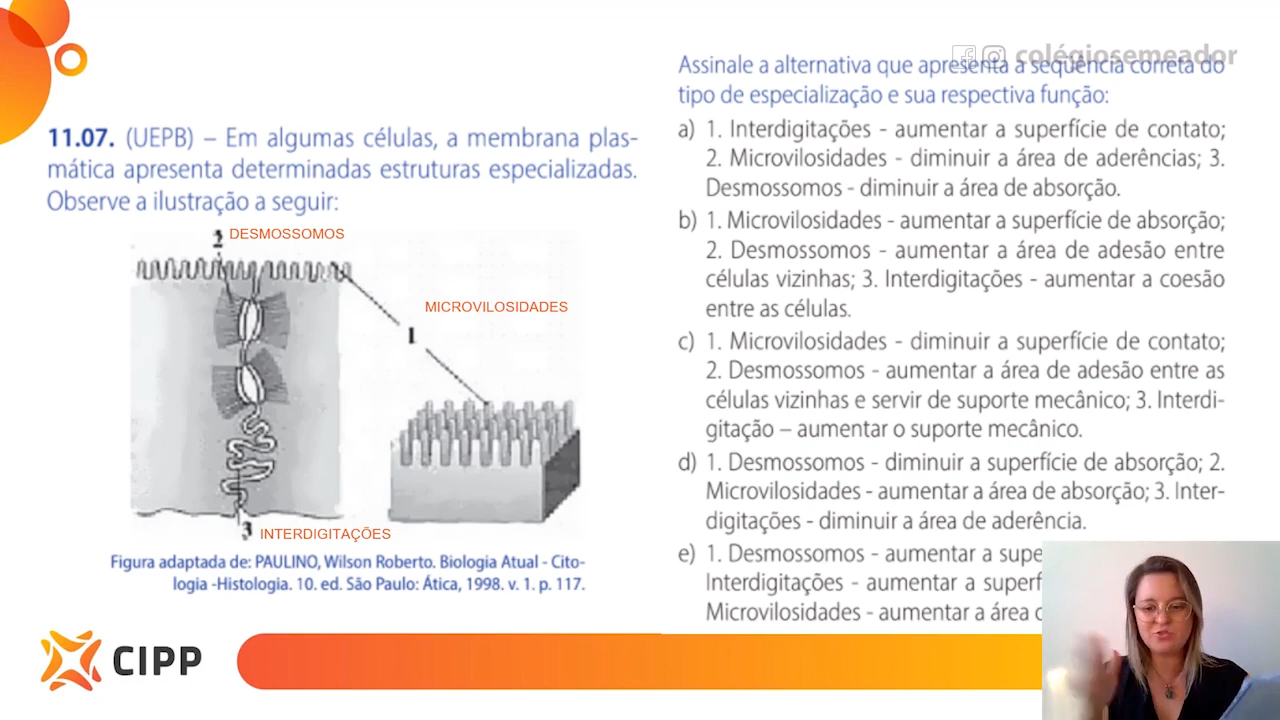 11.07. (UEPB) – Em algumas células, a membrana plas-
mática apresenta determinadas estruturas especializadas.
Observe a ilustração a seguir:
2 DESMOSSOMOS
MICROVILOSIDADES
1
3 INTERDIGITAÇÕES
Figura adaptada de: PAULINO, Wilson Roberto. Biologia Atual - Cito-
logia -Histologia. 10. ed. São Paulo: Ática, 1998. v. 1. p. 117.
CIPP
colégiosemeador
Assinale a alternativa que apresenta a seqüência correta do
tipo de especialização e sua respectiva função:
a) 1. Interdigitações - aumentar a superfície de contato;
2. Microvilosidades - diminuir a área de aderências; 3.
Desmossomos - diminuir a área de absorção.
b) 1. Microvilosidades - aumentar a superfície de absorção;
2. Desmossomos - aumentar a área de adesão entre
células vizinhas; 3. Interdigitações - aumentar a coesão
entre as células.
c) 1. Microvilosidades - diminuir a superfície de contato;
2. Desmossomos - aumentar a área de adesão entre as
células vizinhas e servir de suporte mecânico; 3. Interdi-
gitação – aumentar o suporte mecânico.
d) 1. Desmossomos - diminuir a superfície de absorção; 2.
Microvilosidades - aumentar a área de absorção; 3. Inter-
digitações - diminuir a área de aderência.
e) 1. Desmossomos - aumentar a supe
Interdigitações - aumentar a superf
Microvilosidades - aumentar a área